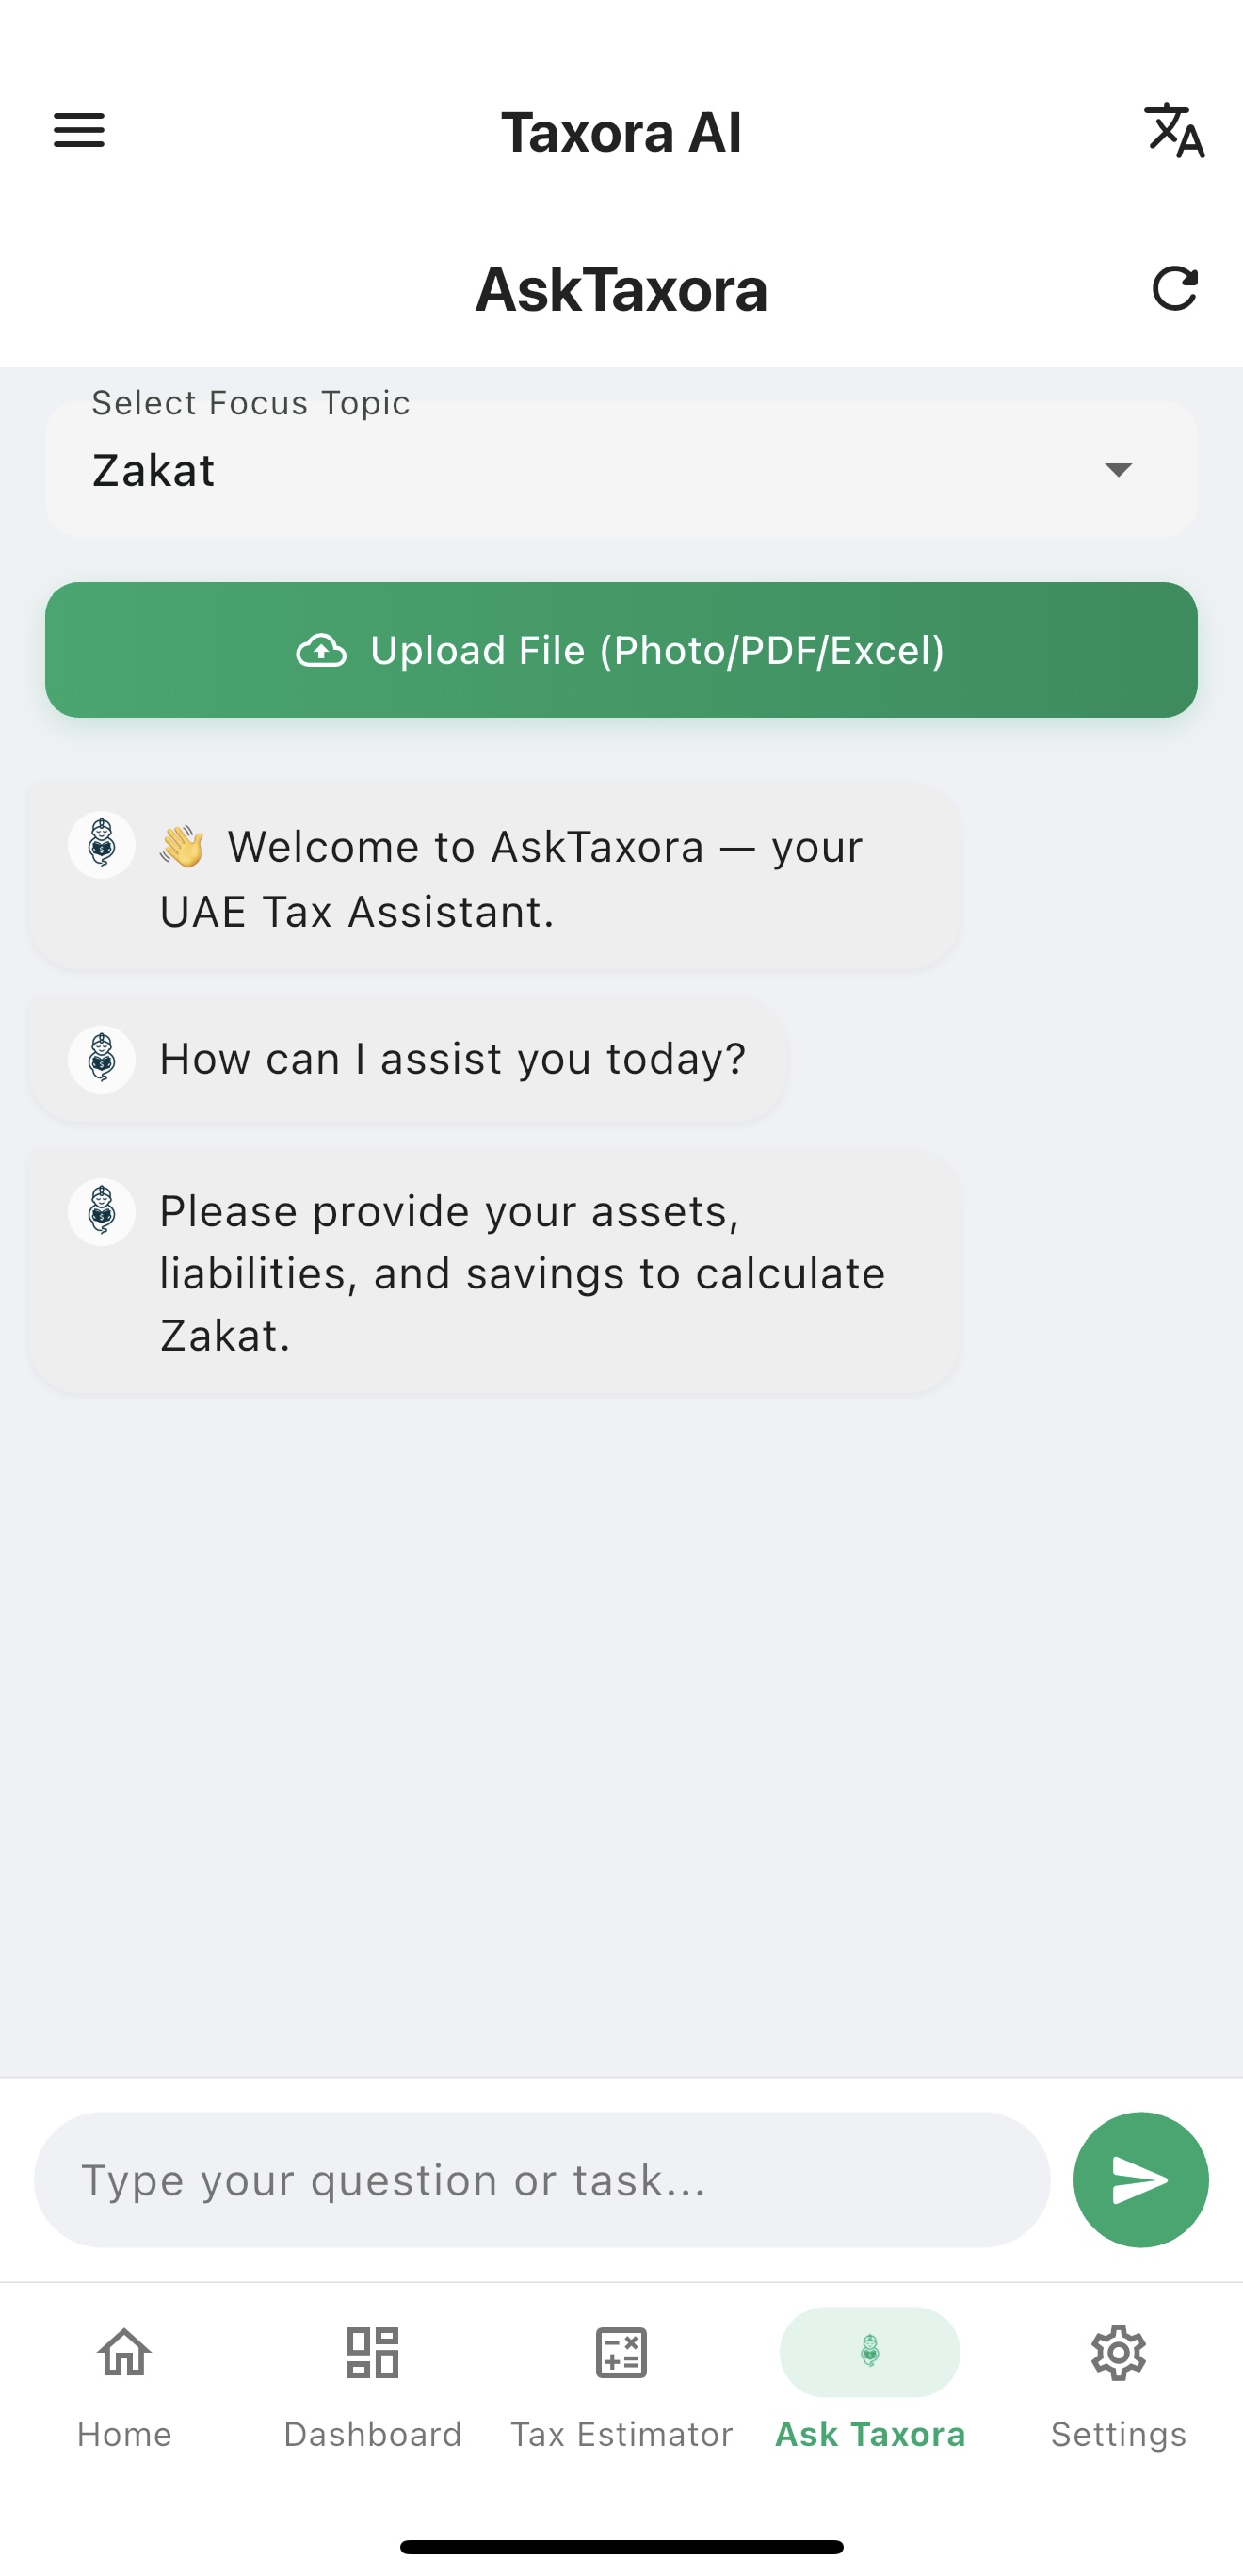 Taxora AI
AskTaxora
Select Focus Topic
Zakat
Upload File (Photo/PDF/Excel)
👋 Welcome to AskTaxora — your
UAE Tax Assistant.
How can I assist you today?
Please provide your assets,
liabilities, and savings to calculate
Zakat.
Type your question or task...
Home
Dashboard
Tax Estimator
Ask Taxora
Settings